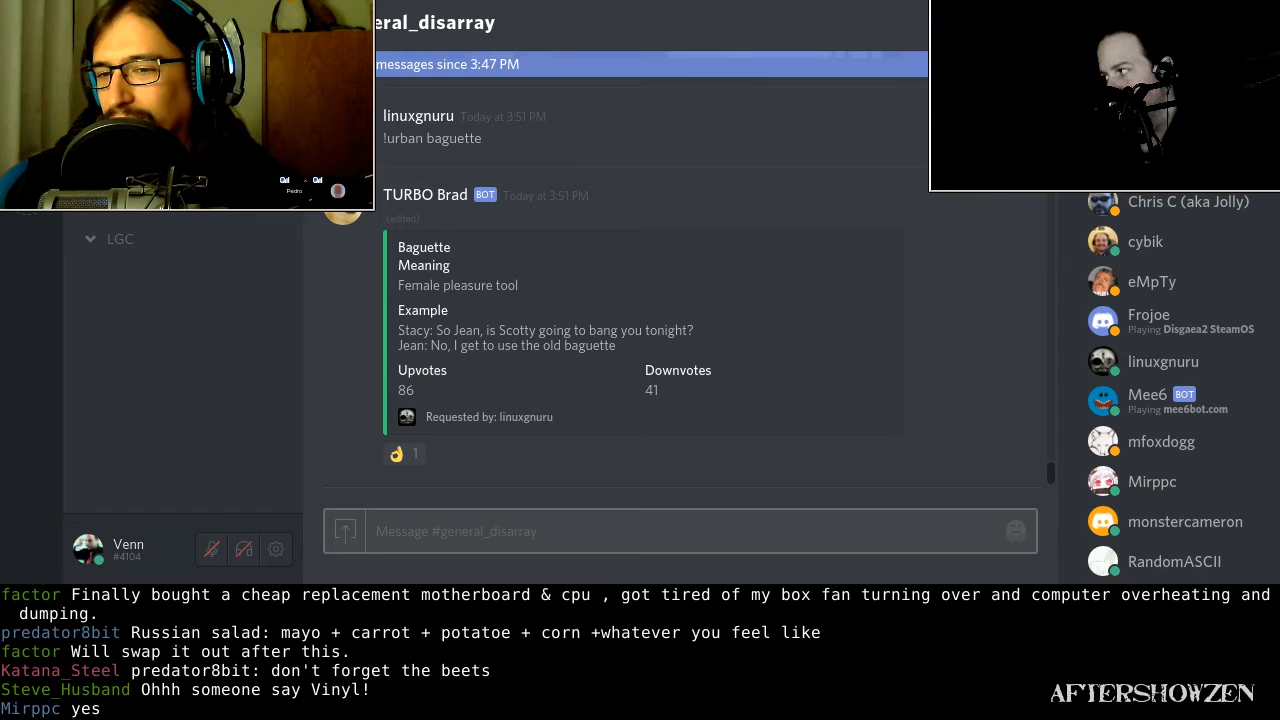 eral_disarray
messages since 3:47 PM
linuxgnuru Today at 3:51 PM
!urban baguette
TURBO Brad BOT Today at 3:51 PM
(edited)
Baguette
Meaning
Female pleasure tool
Example
Stacy: So Jean, is Scotty going to bang you tonight?
Jean: No, I get to use the old baguette
Upvotes Downvotes
86 41
Requested by: linuxgnuru
👌 1
Message #general_disarray
Pedro
LGC
Venn
#4104
Chris C (aka Jolly)
cybik
eMpTy
Frojoe
Playing Disgaea2 SteamOS
linuxgnuru
Mee6 BOT
Playing mee6bot.com
mfoxdogg
Mirppc
monstercameron
RandomASCII
factor Finally bought a cheap replacement motherboard & cpu , got tired of my box fan turning over and computer overheating and
dumping.
predator8bit Russian salad: mayo + carrot + potatoe + corn +whatever you feel like
factor Will swap it out after this.
Katana_Steel predator8bit: don't forget the beets
Steve_Husband Ohhh someone say Vinyl!
Mirppc yes
AFTERSHOWZEN